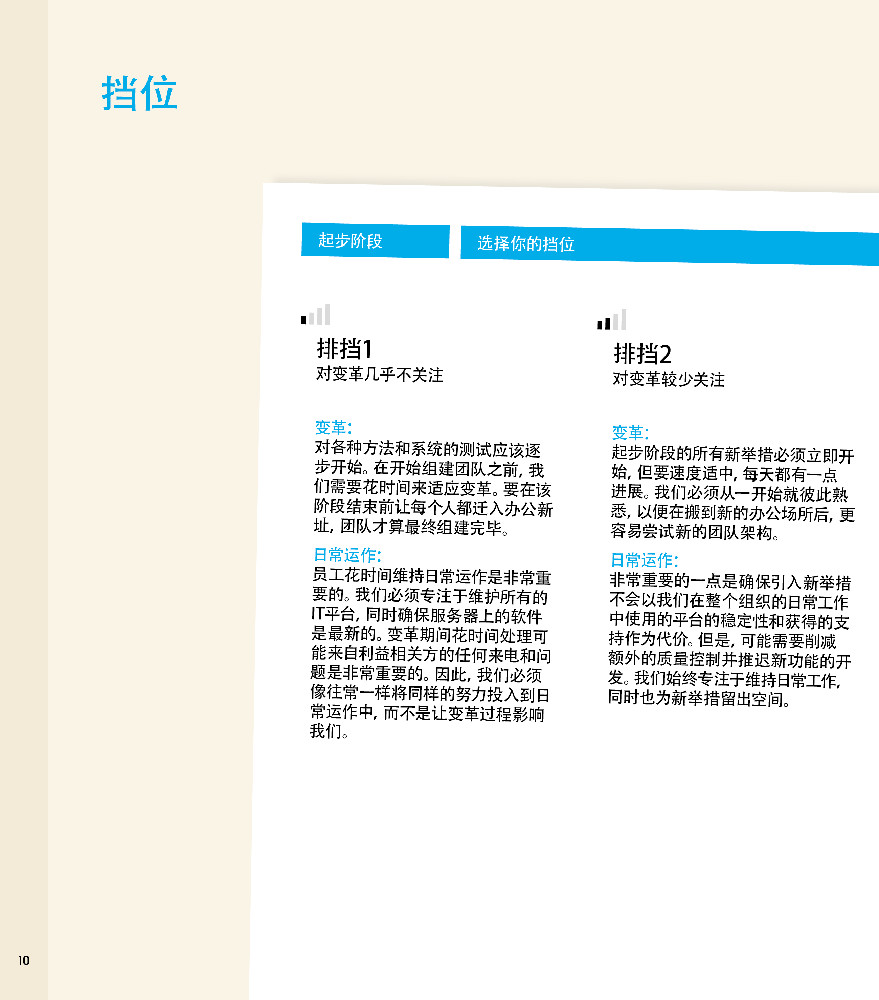 挡位
起步阶段
选择你的挡位
排挡1
对变革几乎不关注
变革：
对各种方法和系统的测试应该逐
步开始。在开始组建团队之前，我
们需要花时间来适应变革。要在该
阶段结束前让每个人都迁入办公新
址，团队才算最终组建完毕。
日常运作：
员工花时间维持日常运作是非常重
要的。我们必须专注于维护所有的
IT平台，同时确保服务器上的软件
是最新的。变革期间花时间处理可
能来自利益相关方的任何来电和问
题是非常重要的。因此，我们必须
像往常一样将同样的努力投入到日
常运作中，而不是让变革过程影响
我们。
排挡2
对变革较少关注
变革：
起步阶段的所有新举措必须立即开
始，但要速度适中，每天都有一点
进展。我们必须从一开始就彼此熟
悉，以便在搬到新的办公场所后，更
容易尝试新的团队架构。
日常运作：
非常重要的一点是确保引入新举措
不会以我们在整个组织的日常工作
中使用的平台的稳定性和获得的支
持作为代价。但是，可能需要削减
额外的质量控制并推迟新功能的开
发。我们始终专注于维持日常工作，
同时也为新举措留出空间。
10